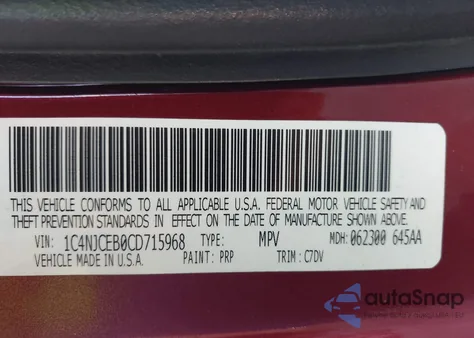 THIS VEHICLE CONFORMS TO ALL APPLICABLE U.S.A. FEDERAL MOTOR VEHICLE SAFETY AND
THEFT PREVENTION STANDARDS IN EFFECT ON THE DATE OF MANUFACTURE SHOWN ABOVE.
VIN: 1C4NJCEB0CD715968 TYPE: MPV MDH: 062300 645AA
VEHICLE MADE IN U.S.A. PAINT: PRP TRIM: C7DV
autoSnap